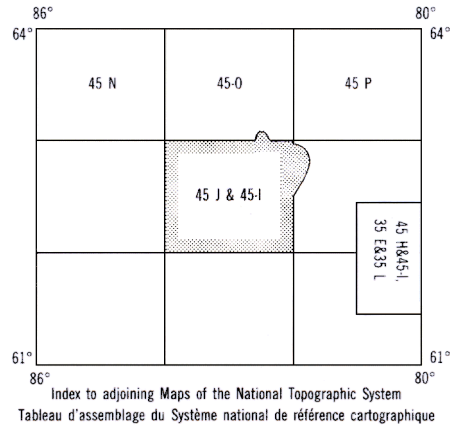 86° 80°
64° 64°
45 N 45-O 45 P
45 J & 45-I
45 H&45-I,
35 E&35 L
61° 61°
86° 80°
Index to adjoining Maps of the National Topographic System
Tableau d'assemblage du Système national de référence cartographique